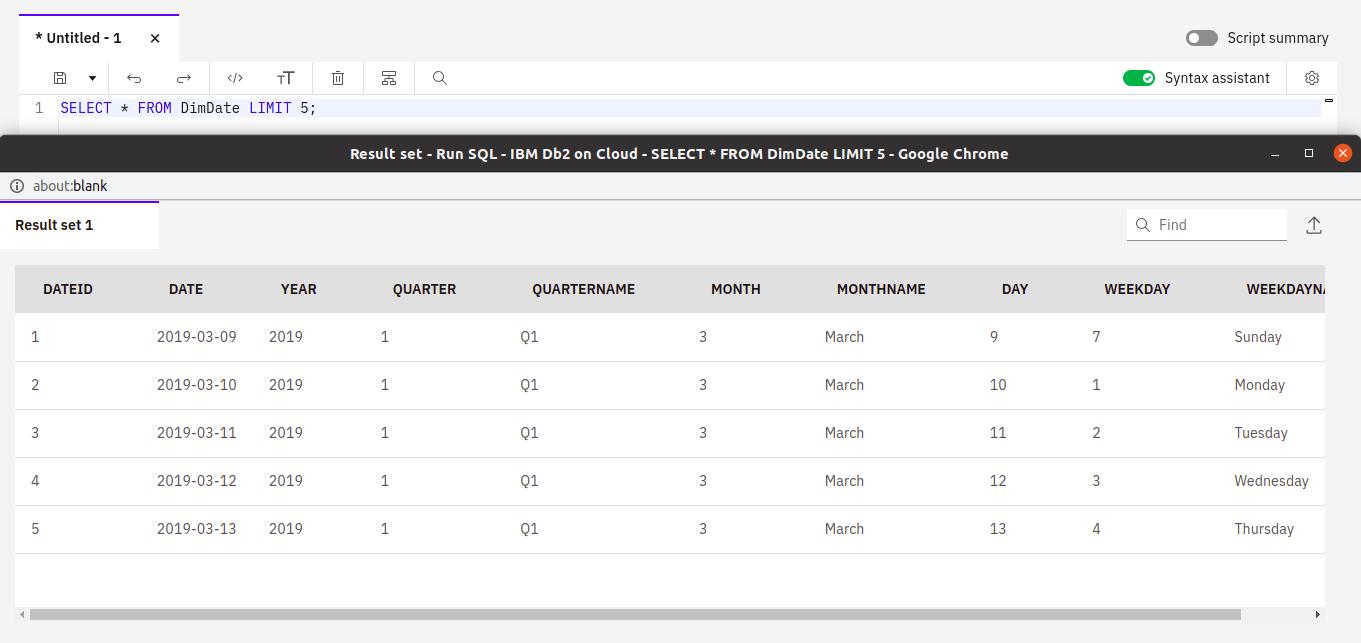 * Untitled - 1
Script summary
Syntax assistant
1 SELECT * FROM DimDate LIMIT 5;
Result set - Run SQL - IBM Db2 on Cloud - SELECT * FROM DimDate LIMIT 5 - Google Chrome
about:blank
Result set 1
Find
DATEID DATE YEAR QUARTER QUARTERNAME MONTH MONTHNAME DAY WEEKDAY WEEKDAYNA
1 2019-03-09 2019 1 Q1 3 March 9 7 Sunday
2 2019-03-10 2019 1 Q1 3 March 10 1 Monday
3 2019-03-11 2019 1 Q1 3 March 11 2 Tuesday
4 2019-03-12 2019 1 Q1 3 March 12 3 Wednesday
5 2019-03-13 2019 1 Q1 3 March 13 4 Thursday